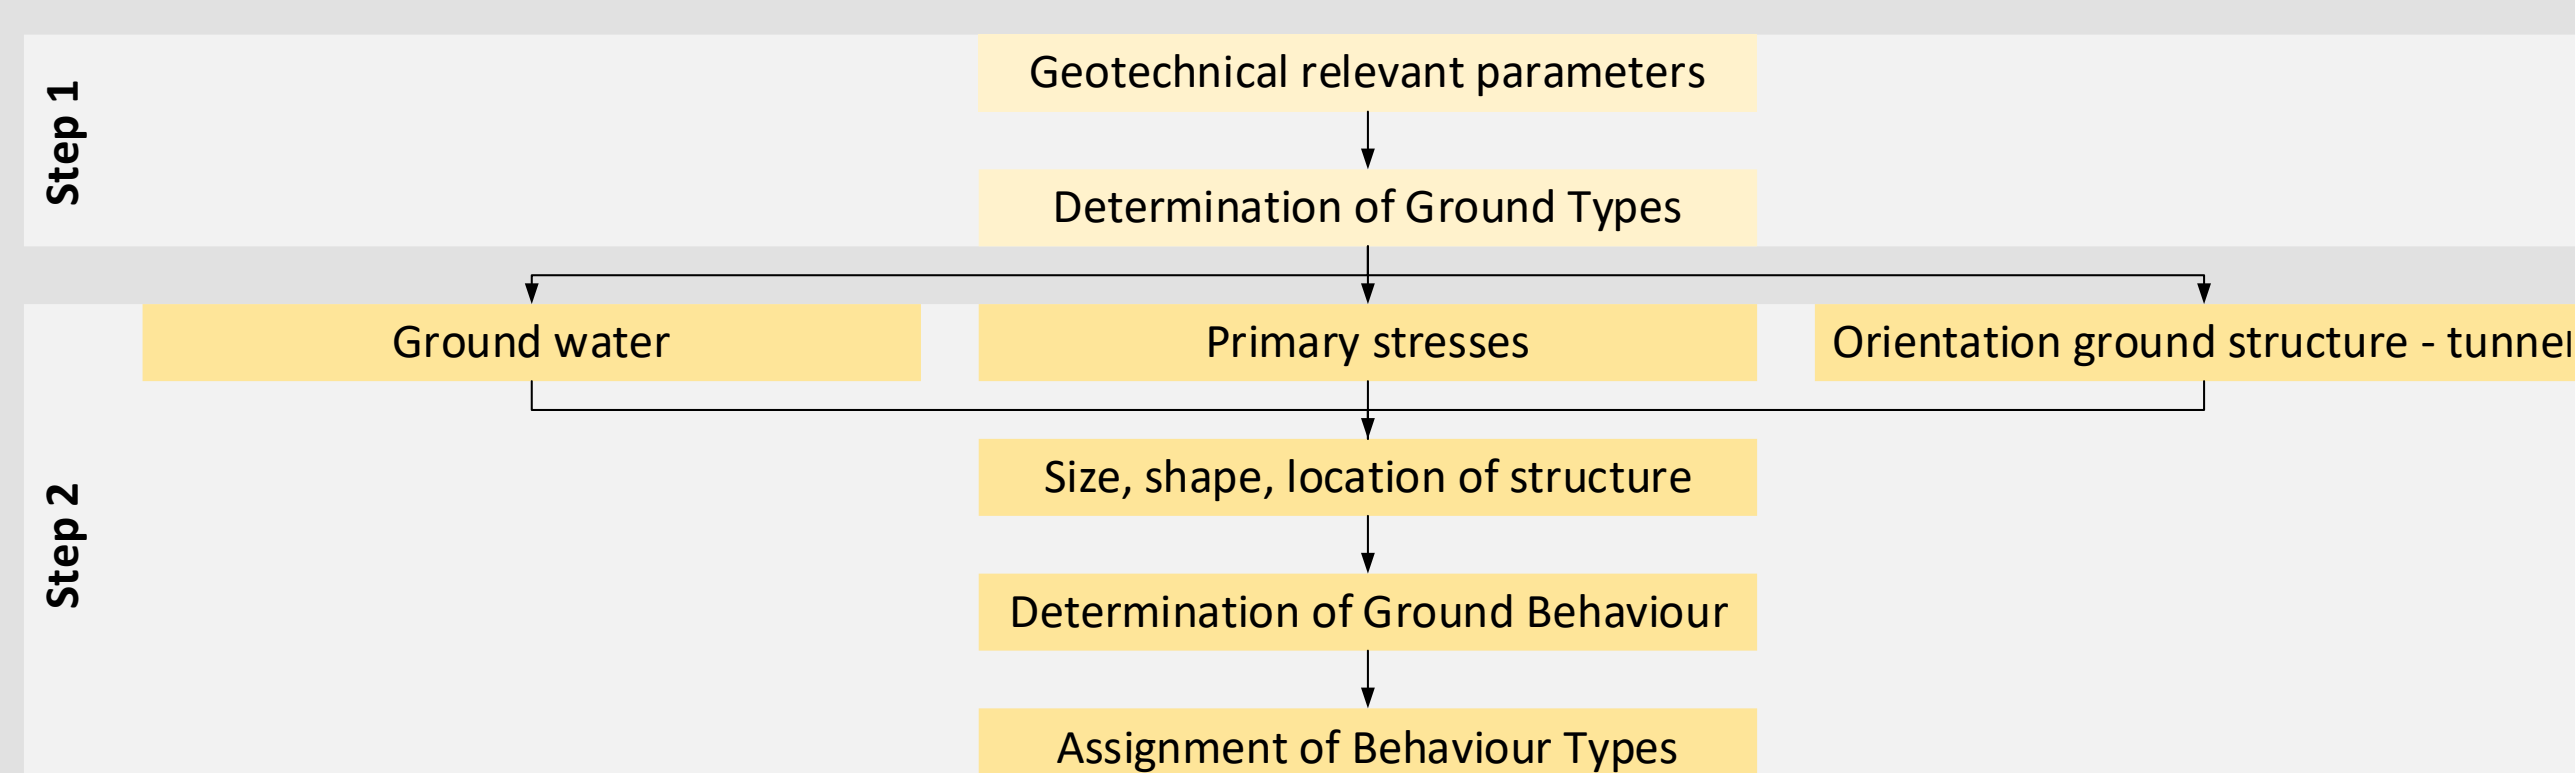 Step 1
Geotechnical relevant parameters
Determination of Ground Types
Step 2
Ground water
Primary stresses
Orientation ground structure - tunnel
Size, shape, location of structure
Determination of Ground Behaviour
Assignment of Behaviour Types